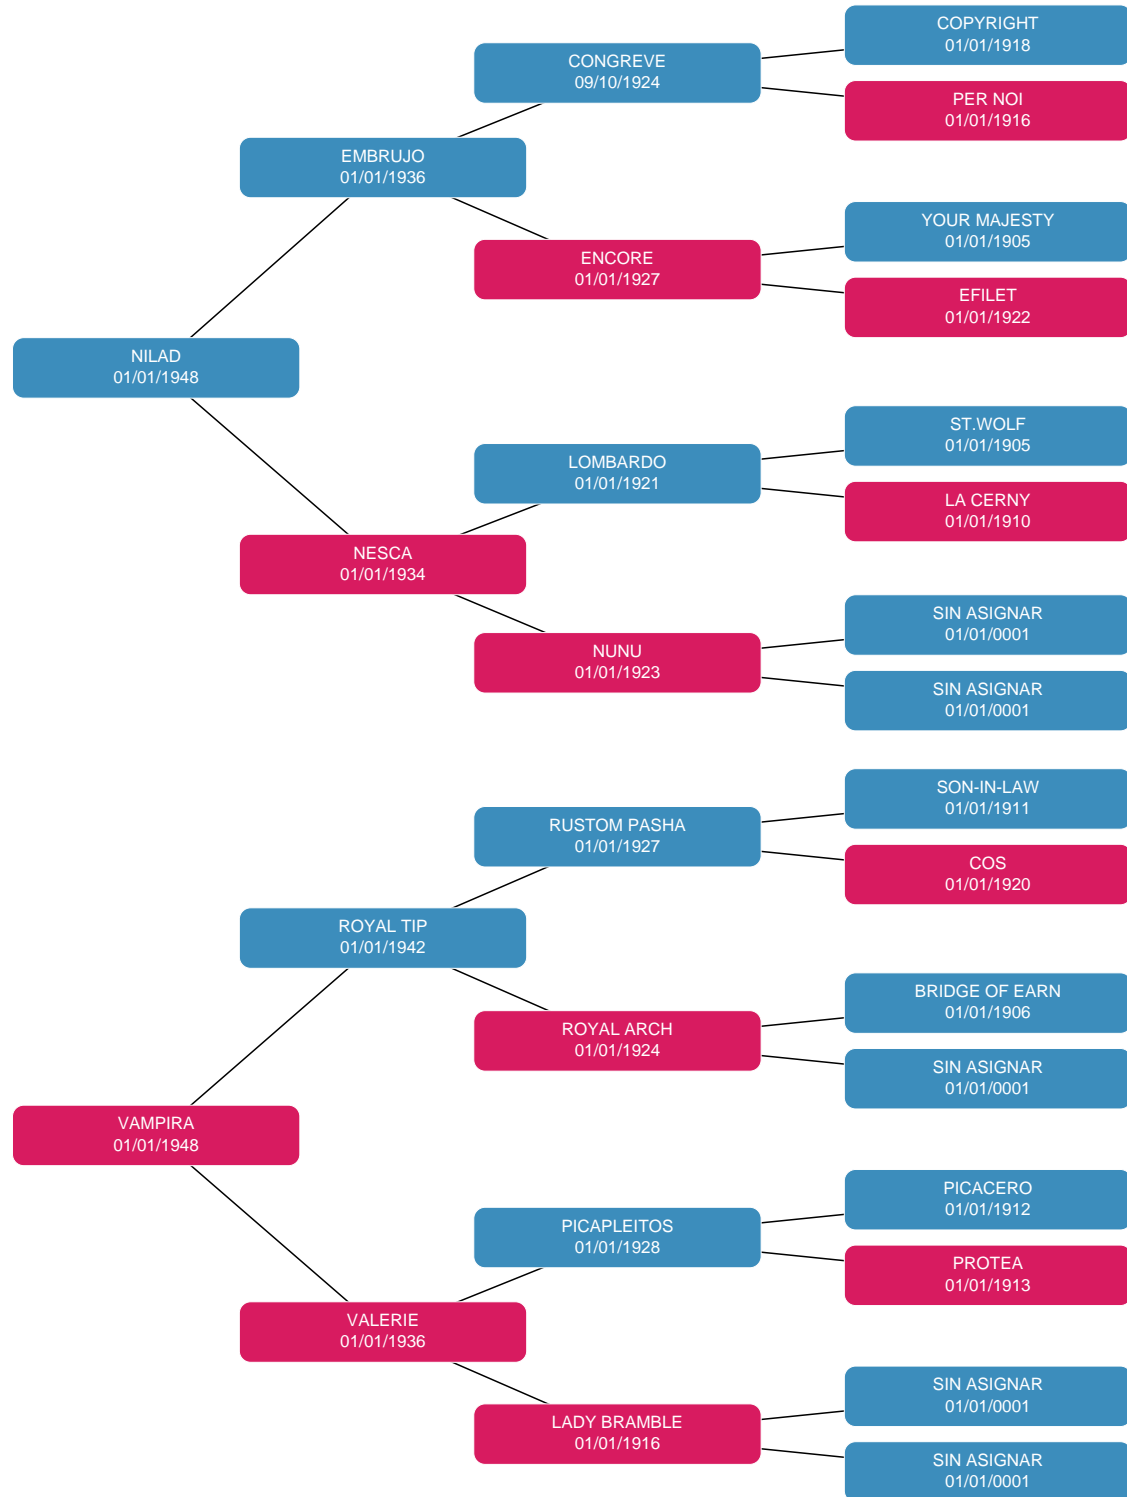 COPYRIGHT
01/01/1918
CONGREVE
09/10/1924
PER NOI
01/01/1916
EMBRUJO
01/01/1936
YOUR MAJESTY
01/01/1905
ENCORE
01/01/1927
EFILET
01/01/1922
NILAD
01/01/1948
ST.WOLF
01/01/1905
LOMBARDO
01/01/1921
LA CERNY
01/01/1910
NESCA
01/01/1934
SIN ASIGNAR
01/01/0001
NUNU
01/01/1923
SIN ASIGNAR
01/01/0001
SON-IN-LAW
01/01/1911
RUSTOM PASHA
01/01/1927
COS
01/01/1920
ROYAL TIP
01/01/1942
BRIDGE OF EARN
01/01/1906
ROYAL ARCH
01/01/1924
SIN ASIGNAR
01/01/0001
VAMPIRA
01/01/1948
PICACERO
01/01/1912
PICAPLEITOS
01/01/1928
PROTEA
01/01/1913
VALERIE
01/01/1936
SIN ASIGNAR
01/01/0001
LADY BRAMBLE
01/01/1916
SIN ASIGNAR
01/01/0001